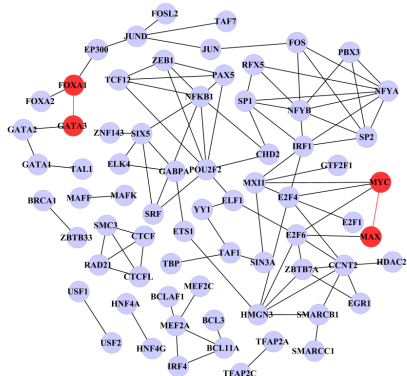 FOSL2
TAF7
JUND
EP300
JUN
FOS
PBX3
ZEB1
RFX5
FOXA1
TCF12
PAX5
NFYA
FOXA2
NFKB1
SP1
NFYB
GATA3
GATA2
ZNF143
SIX5
SP2
IRF1
CHD2
GATA1
TAL1
ELK4
GABPA
POU2F2
GTF2F1
MXI1
MYC
BRCA1
MAFF
MAFK
SRF
YY1
ELF1
E2F4
E2F1
ZBTB33
SMC3
CTCF
ETS1
E2F6
MAX
RAD21
CTCFL
TBP
TAF1
SIN3A
ZBTB7A
CCNT2
HDAC2
USF1
HNF4A
BCLAF1
MEF2C
HMGN3
EGR1
SMARCB1
USF2
HNF4G
MEF2A
BCL3
IRF4
BCL11A
TFAP2A
SMARCC1
TFAP2C